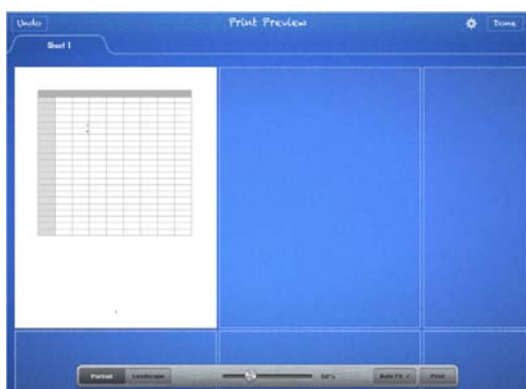 Undo Print Preview Done
Sheet 1
Portrait Landscape Auto Fit ✓ Print